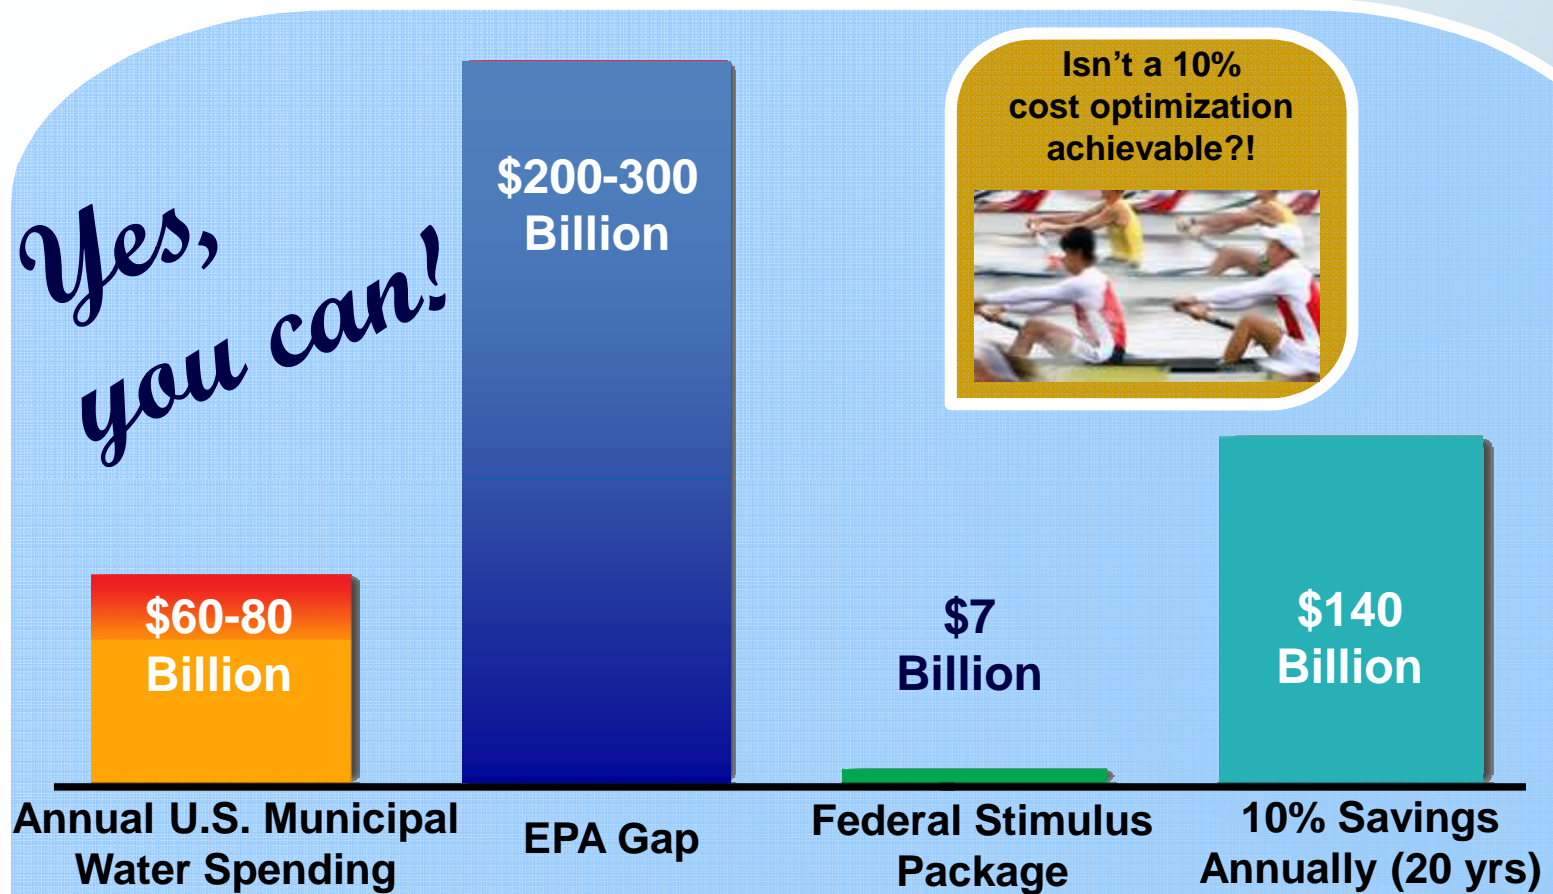 Isn't a 10%
cost optimization
achievable?!
Yes,
you can!
$200-300
Billion
$60-80
Billion
$7
Billion
$140
Billion
Annual U.S. Municipal
Water Spending
EPA Gap
Federal Stimulus
Package
10% Savings
Annually (20 yrs)